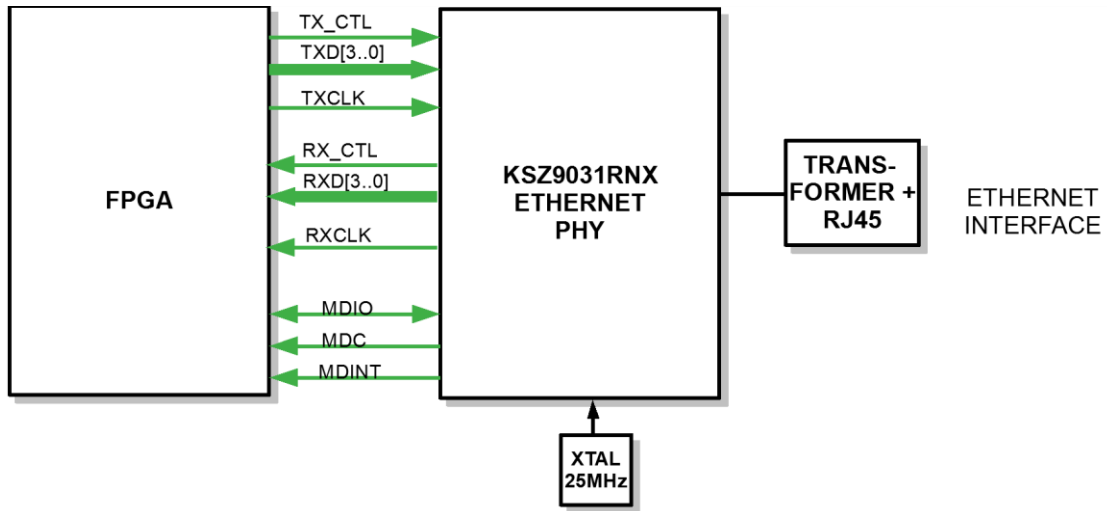 TX_CTL
TXD[3..0]
TXCLK
RX_CTL
RXD[3..0]
RXCLK
MDIO
MDC
MDINT
FPGA
KSZ9031RNX
ETHERNET
PHY
TRANS-
FORMER +
RJ45
ETHERNET
INTERFACE
XTAL
25MHz